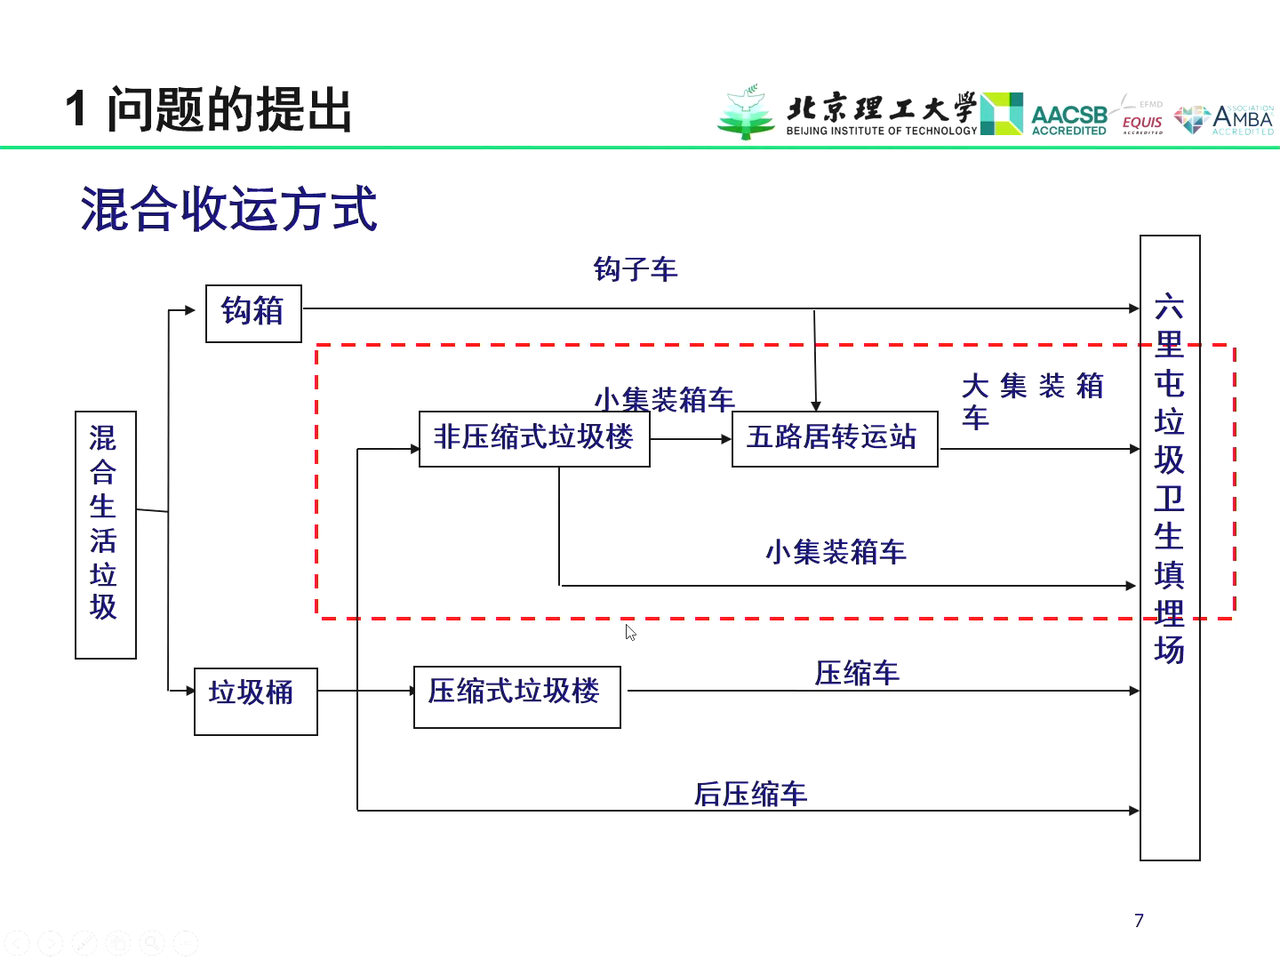 1 问题的提出
北京理工大学
BEIJING INSTITUTE OF TECHNOLOGY
AACSB
ACCREDITED
EFMD
EQUIS
ACCREDITED
ASSOCIATION
AMBA
ACCREDITED
混合收运方式
钩子车
钩箱
小集装箱车
大集装箱
车
非压缩式垃圾楼
五路居转运站
混合生活垃圾
小集装箱车
六里屯垃圾卫生填埋场
垃圾桶
压缩式垃圾楼
压缩车
后压缩车
7